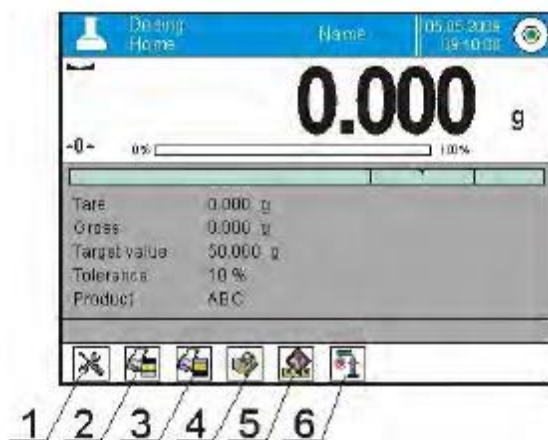 Dosing Name 05.05.2009
Home 09:10:00
0.000 g
-0- 0% 100%
Tare 0.000 g
Gross 0.000 g
Target value 50.000 g
Tolerance 10 %
Product ABC
1 2 3 4 5 6